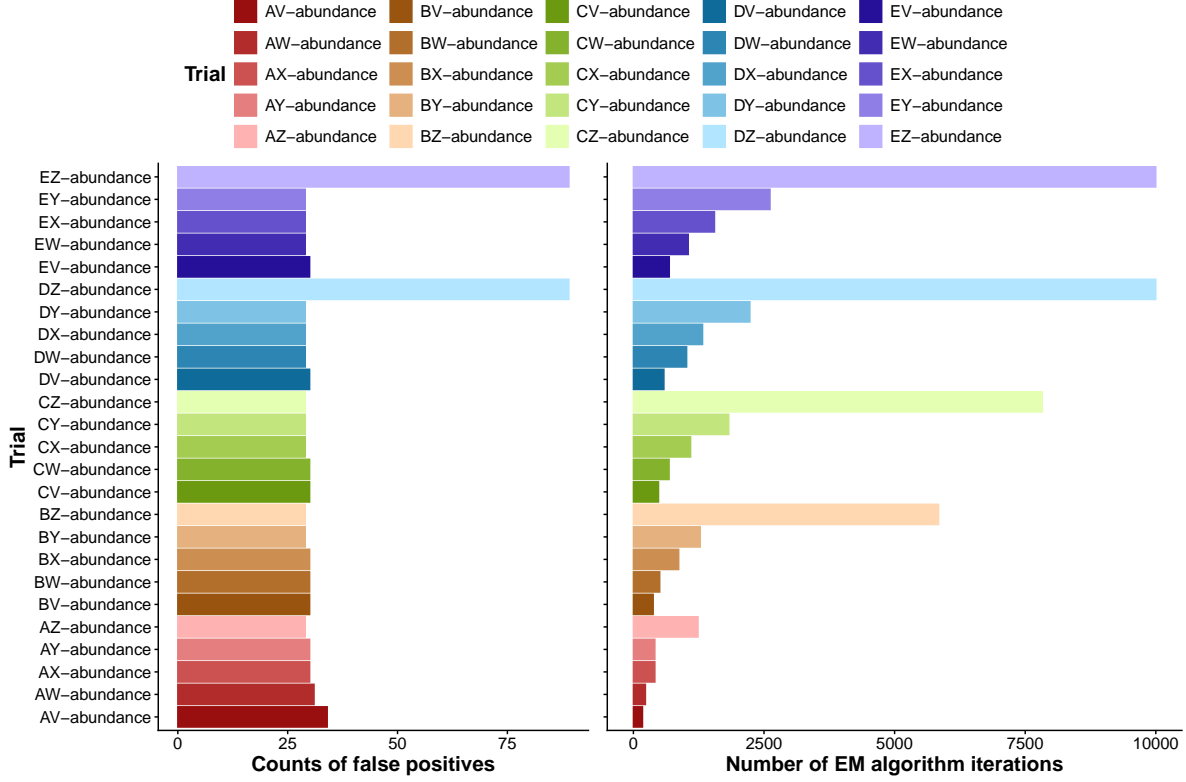 AV−abundance BV−abundance CV−abundance DV−abundance EV−abundance
AW−abundance BW−abundance CW−abundance DW−abundance EW−abundance
Trial AX−abundance BX−abundance CX−abundance DX−abundance EX−abundance
AY−abundance BY−abundance CY−abundance DY−abundance EY−abundance
AZ−abundance BZ−abundance CZ−abundance DZ−abundance EZ−abundance
EZ−abundance
EY−abundance
EX−abundance
EW−abundance
EV−abundance
DZ−abundance
DY−abundance
DX−abundance
DW−abundance
DV−abundance
CZ−abundance
CY−abundance
CX−abundance
CW−abundance
CV−abundance
BZ−abundance
BY−abundance
BX−abundance
BW−abundance
BV−abundance
AZ−abundance
AY−abundance
AX−abundance
AW−abundance
AV−abundance
Trial
0 25 50 75
Counts of false positives
0 2500 5000 7500 10000
Number of EM algorithm iterations